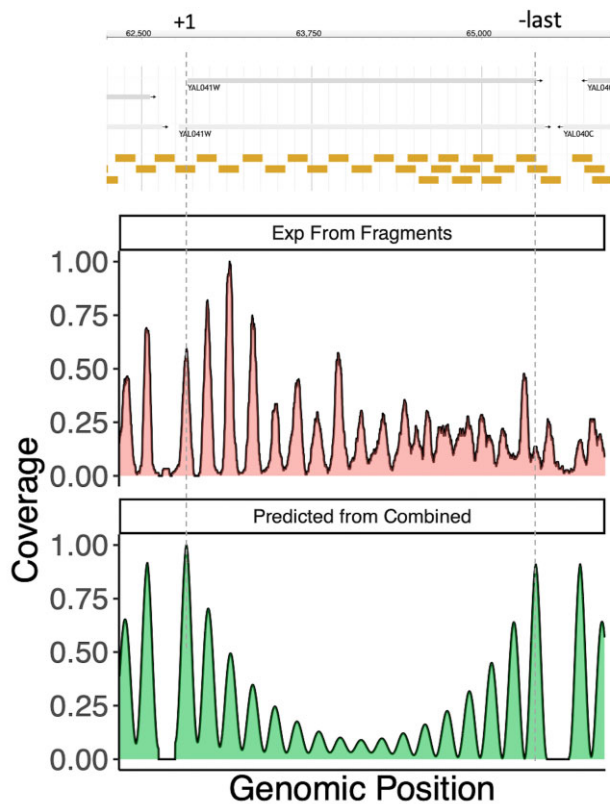 +1 -last
62,500 63,750 65,000
YAL041W YAL040
YAL041W YAL040C
Exp From Fragments
1.00
0.75
0.50
0.25
0.00
Coverage
Predicted from Combined
1.00
0.75
0.50
0.25
0.00
Genomic Position